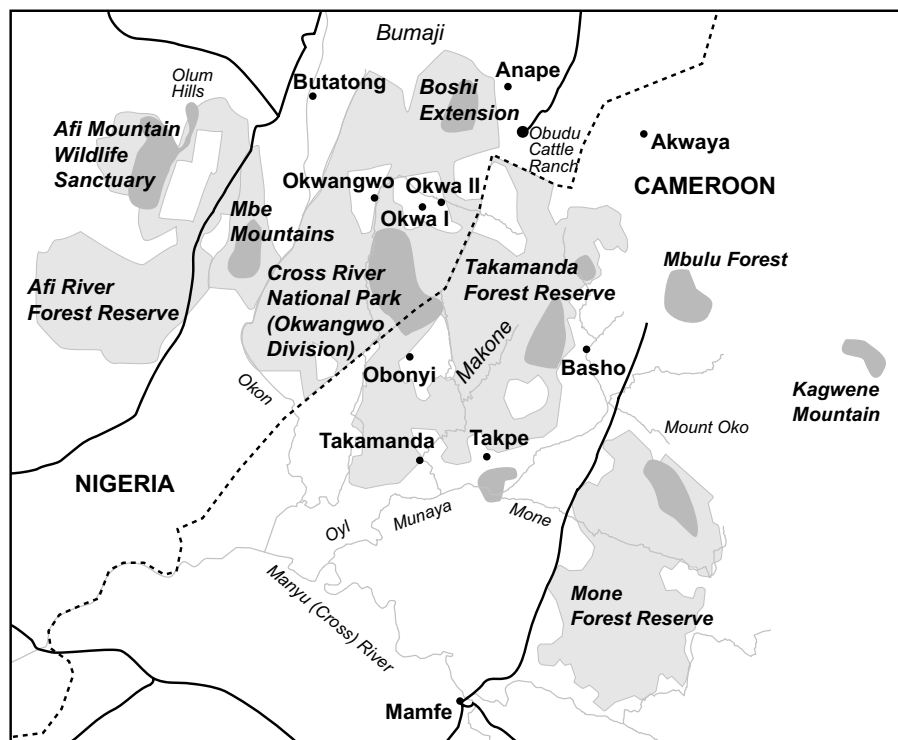 Bumaji
Olum
Hills
Butatong
Boshi
Extension
Anape
Obudu
Cattle
Ranch
Akwaya
CAMEROON
Afi Mountain
Wildlife
Sanctuary
Okwangwo
Okwa II
Okwa I
Mbe
Mountains
Cross River
National Park
(Okwangwo
Division)
Takamanda
Forest Reserve
Mbulu Forest
Afi River
Forest Reserve
Makone
Obonyi
Basho
Kagwene
Mountain
Okon
Mount Oko
Takamanda
Takpe
NIGERIA
Oyl
Munaya
Mone
Manyu (Cross) River
Mone
Forest Reserve
Mamfe